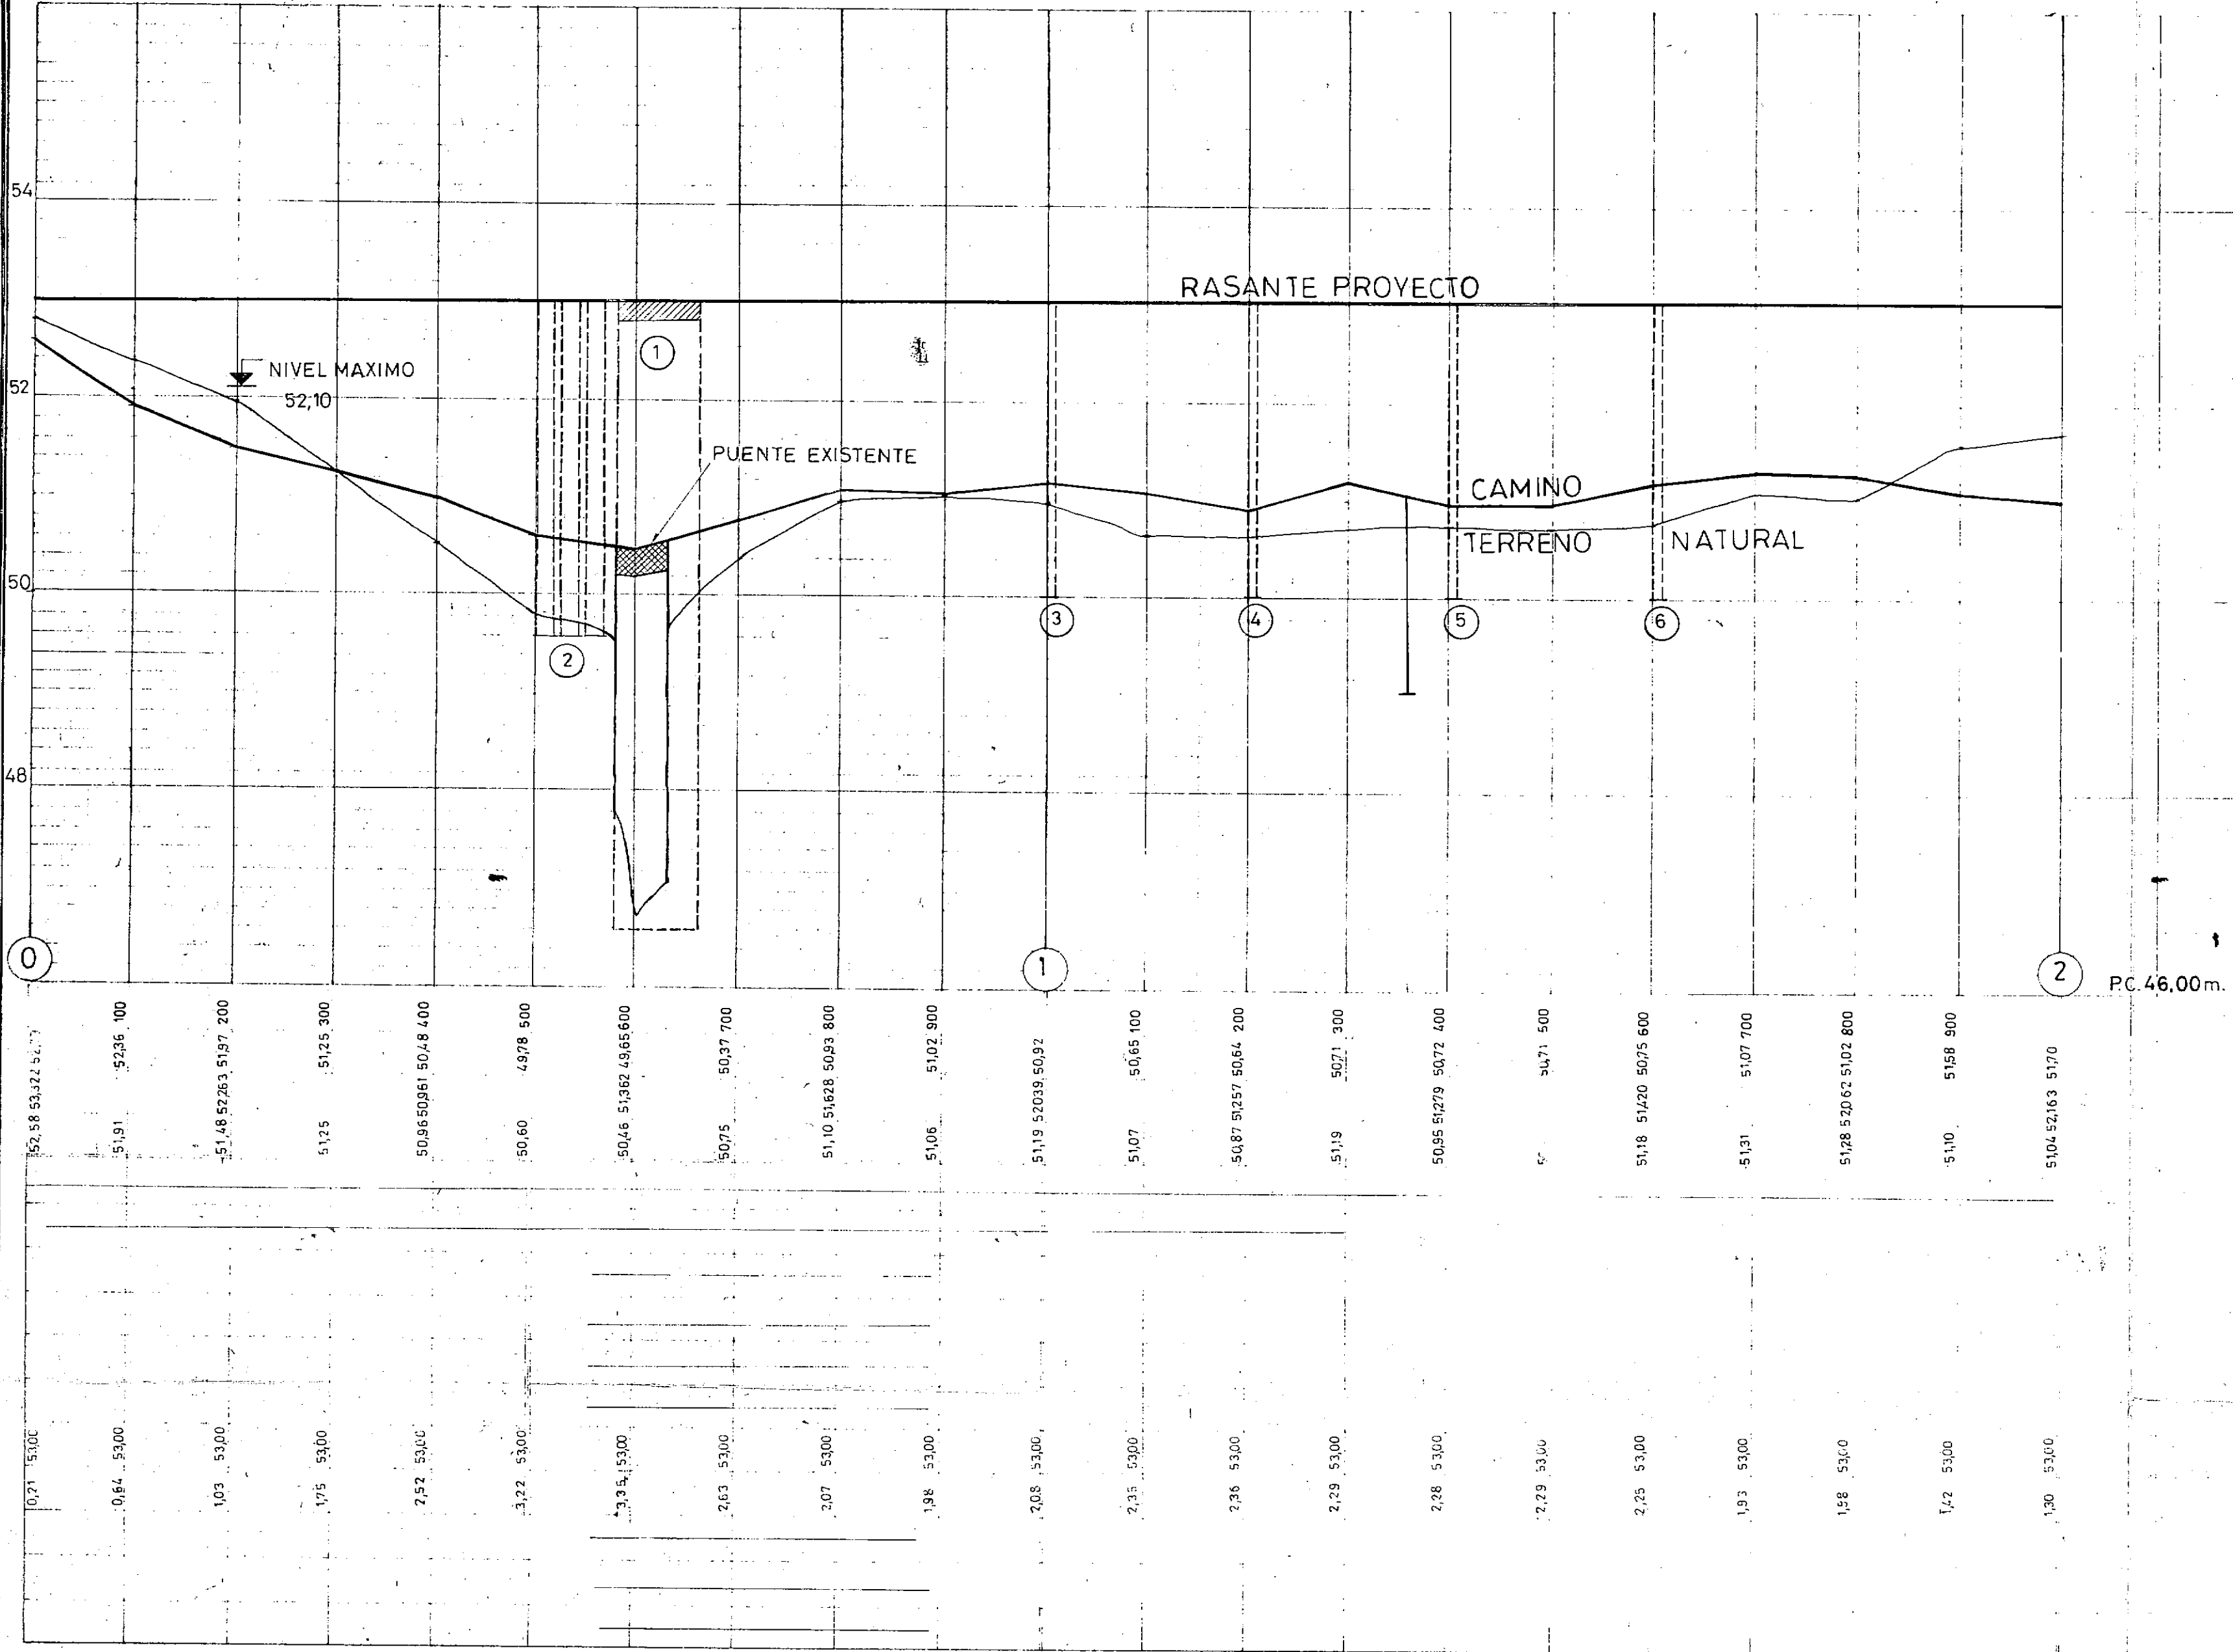 54
RASANTE PROYECTO
1
NIVEL MAXIMO
52
52,10
PUENTE EXISTENTE
CAMINO
TERRENO NATURAL
50
2
3
4
5
6
48
0
1
2
P.C. 46,00 m.
100 200 300 400 500 600 700 800 900 100 200 300 400 500 600 700 800 900
52,36 51,97 51,25 50,48 49,78 49,65 50,37 50,93 51,02 50,92 50,65 50,64 50,71 50,72 50,71 50,75 51,07 51,02 51,58 51,70
53,322 52,263 50,961 51,362 51,628 52039 51,257 51,279 51,420 52,062 52,163
52,58 51,91 51,48 51,25 50,96 50,60 50,46 50,75 51,10 51,06 51,19 51,07 50,87 51,19 50,95 51,18 51,31 51,28 51,10 51,04
53,00 53,00 53,00 53,00 53,00 53,00 53,00 53,00 53,00 53,00 53,00 53,00 53,00 53,00 53,00 53,00 53,00 53,00 53,00 53,00 53,00
0,21 0,64 1,03 1,75 2,52 3,22 3,35 2,63 2,07 1,98 2,08 2,35 2,36 2,29 2,28 2,29 2,25 1,93 1,98 1,42 1,30